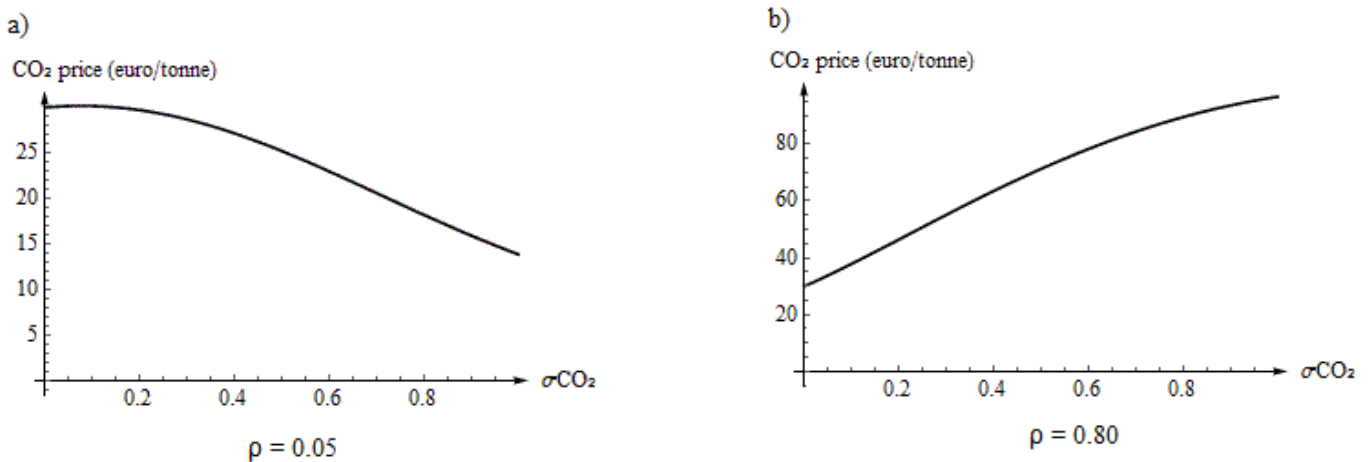 a)
CO₂ price (euro/tonne)
25
20
15
10
5
0.2 0.4 0.6 0.8
σCO₂
ρ = 0.05
b)
CO₂ price (euro/tonne)
80
60
40
20
0.2 0.4 0.6 0.8
σCO₂
ρ = 0.80